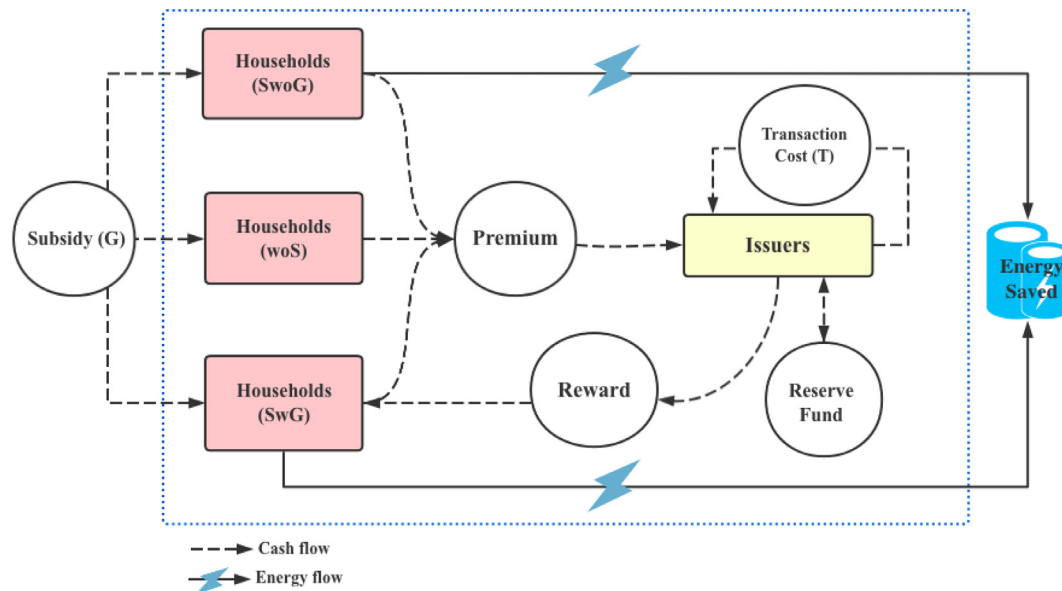 Households
(SwoG)
Transaction
Cost (T)
Subsidy (G)
Households
(woS)
Premium
Issuers
Energy
Saved
Households
(SwG)
Reward
Reserve
Fund
Cash flow
Energy flow